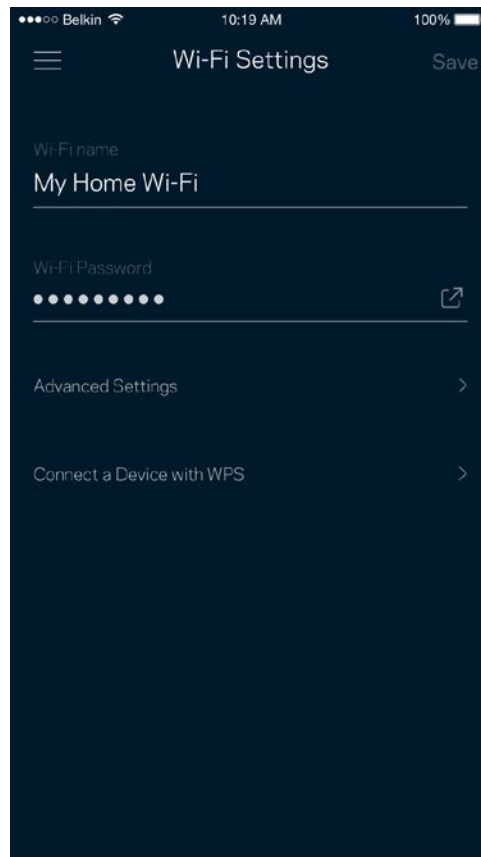 Belkin 10:19 AM 100%
Wi-Fi Settings Save
Wi-Fi name
My Home Wi-Fi
Wi-Fi Password
●●●●●●●●●
Advanced Settings >
Connect a Device with WPS >